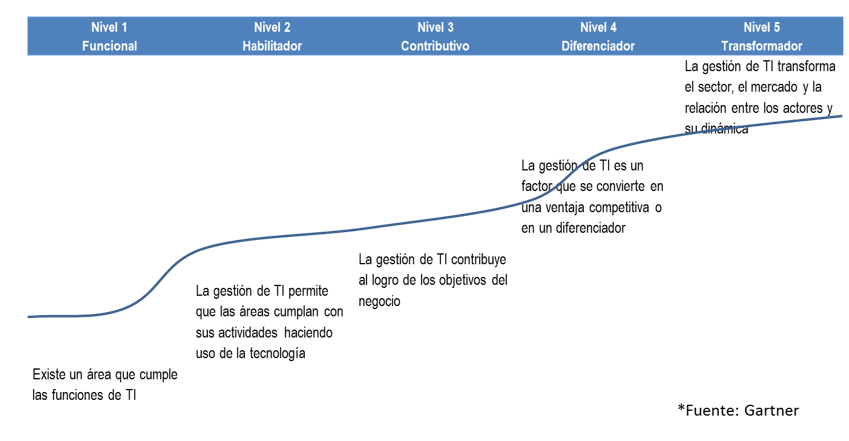 Nivel 1
Funcional
Nivel 2
Habilitador
Nivel 3
Contributivo
Nivel 4
Diferenciador
Nivel 5
Transformador
La gestión de TI transforma
el sector, el mercado y la
relación entre los actores y
su dinámica
La gestión de TI es un
factor que se convierte en
una ventaja competitiva o
en un diferenciador
La gestión de TI contribuye
al logro de los objetivos del
negocio
La gestión de TI permite
que las áreas cumplan con
sus actividades haciendo
uso de la tecnología
Existe un área que cumple
las funciones de TI
*Fuente: Gartner